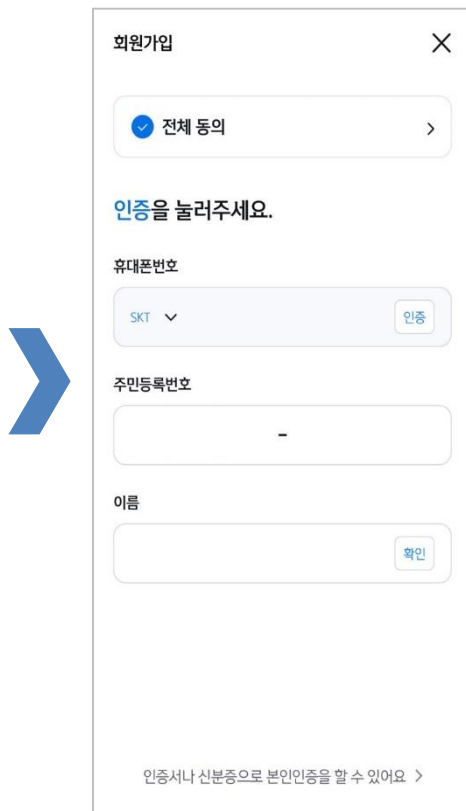 회원가입
전체 동의
인증을 눌러주세요.
휴대폰번호
SKT 인증
주민등록번호
-
이름
확인
인증서나 신분증으로 본인인증을 할 수 있어요 >